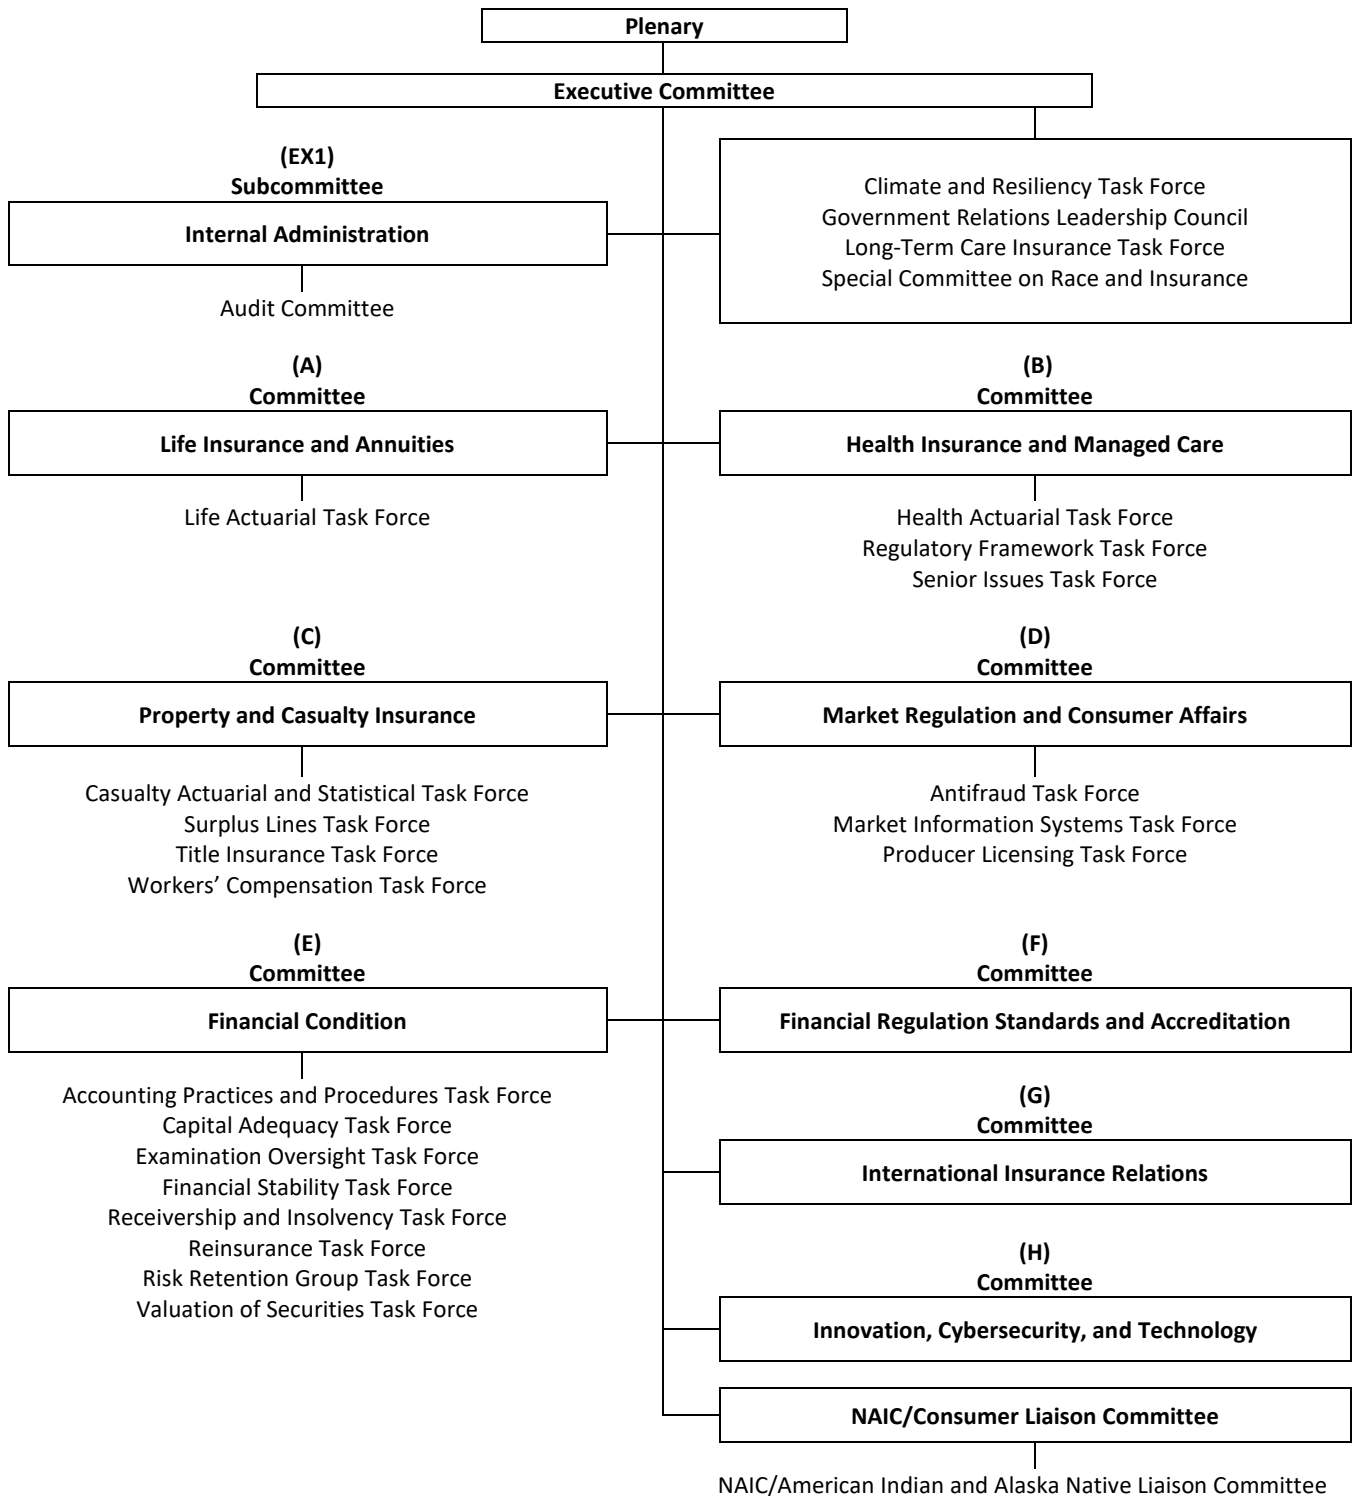 Plenary
Executive Committee
(EX1)
Subcommittee
Internal Administration
Audit Committee
Climate and Resiliency Task Force
Government Relations Leadership Council
Long-Term Care Insurance Task Force
Special Committee on Race and Insurance
(A)
Committee
Life Insurance and Annuities
Life Actuarial Task Force
(B)
Committee
Health Insurance and Managed Care
Health Actuarial Task Force
Regulatory Framework Task Force
Senior Issues Task Force
(C)
Committee
Property and Casualty Insurance
Casualty Actuarial and Statistical Task Force
Surplus Lines Task Force
Title Insurance Task Force
Workers’ Compensation Task Force
(D)
Committee
Market Regulation and Consumer Affairs
Antifraud Task Force
Market Information Systems Task Force
Producer Licensing Task Force
(E)
Committee
Financial Condition
Accounting Practices and Procedures Task Force
Capital Adequacy Task Force
Examination Oversight Task Force
Financial Stability Task Force
Receivership and Insolvency Task Force
Reinsurance Task Force
Risk Retention Group Task Force
Valuation of Securities Task Force
(F)
Committee
Financial Regulation Standards and Accreditation
(G)
Committee
International Insurance Relations
(H)
Committee
Innovation, Cybersecurity, and Technology
NAIC/Consumer Liaison Committee
NAIC/American Indian and Alaska Native Liaison Committee